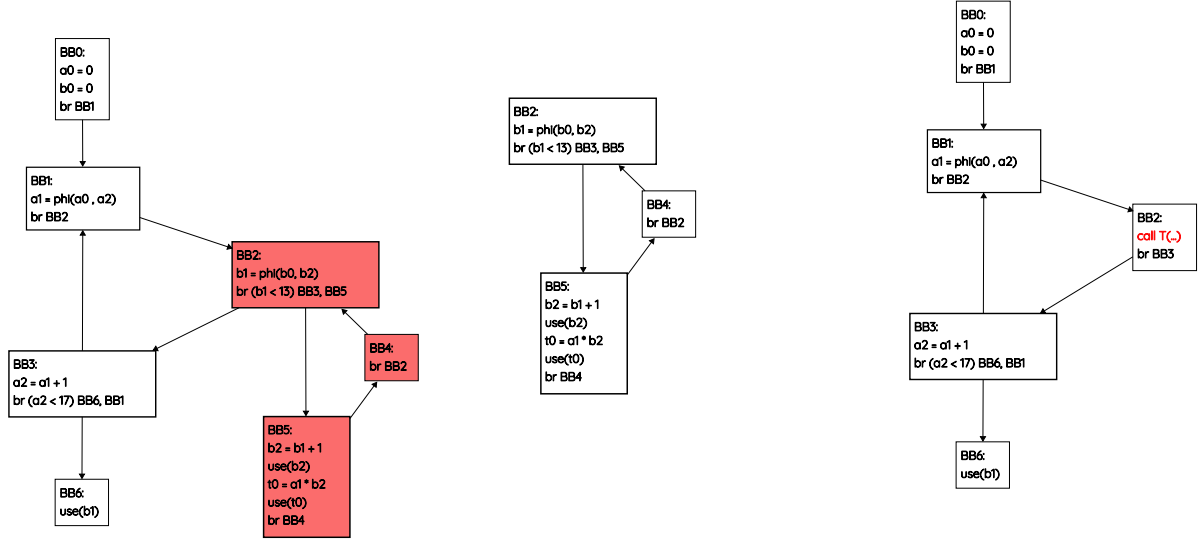 BB0:
a0 = 0
b0 = 0
br BB1
BB1:
a1 = phi(a0 , a2)
br BB2
BB2:
b1 = phi(b0, b2)
br (b1 < 13) BB3, BB5
BB4:
br BB2
BB3:
a2 = a1 + 1
br (a2 < 17) BB6, BB1
BB5:
b2 = b1 + 1
use(b2)
t0 = a1 * b2
use(t0)
br BB4
BB6:
use(b1)
BB2:
b1 = phi(b0, b2)
br (b1 < 13) BB3, BB5
BB4:
br BB2
BB5:
b2 = b1 + 1
use(b2)
t0 = a1 * b2
use(t0)
br BB4
BB0:
a0 = 0
b0 = 0
br BB1
BB1:
a1 = phi(a0 , a2)
br BB2
BB2:
call T(...)
br BB3
BB3:
a2 = a1 + 1
br (a2 < 17) BB6, BB1
BB6:
use(b1)